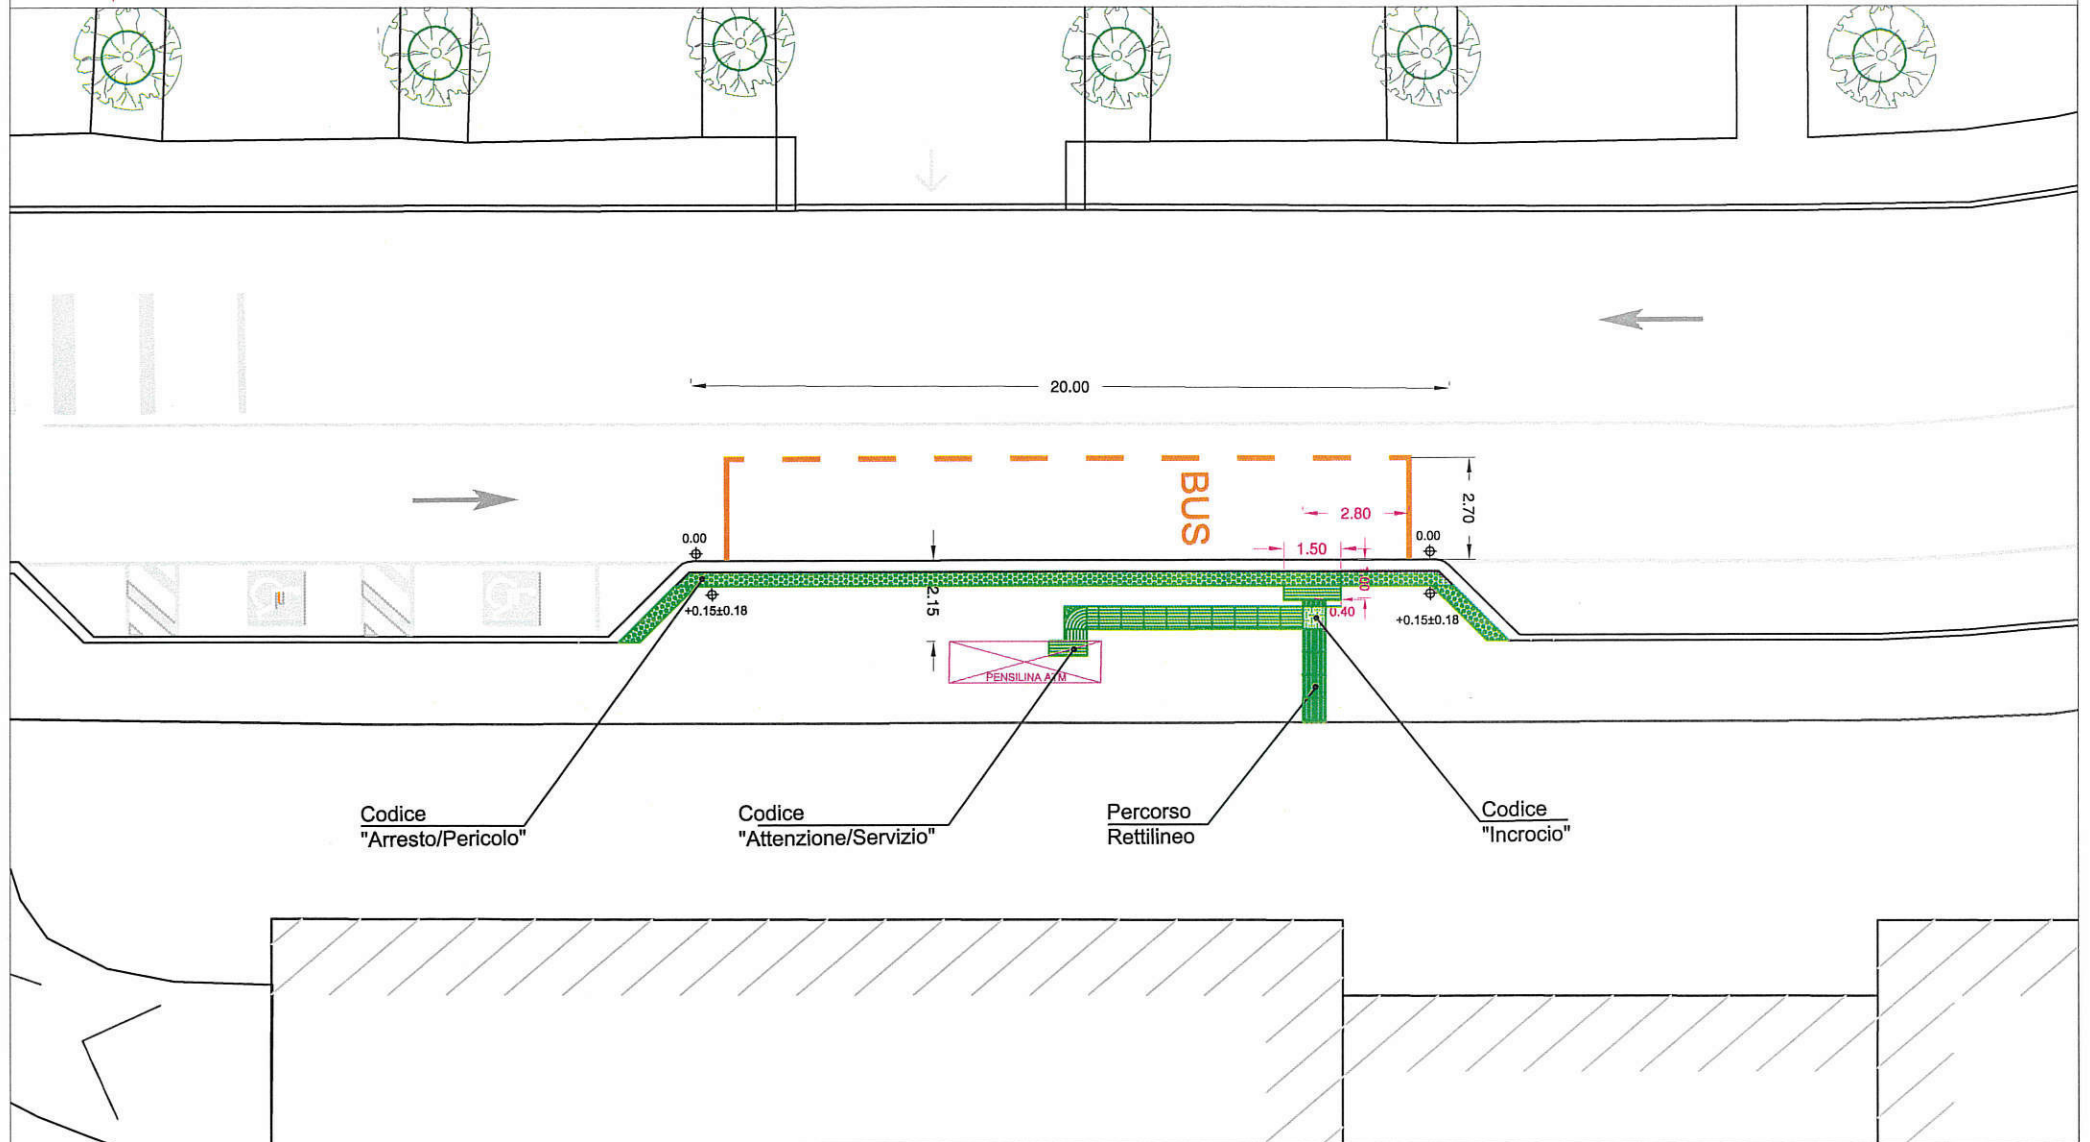 20.00
BUS
2.70
2.80
1.50
0.00
0.00
1.00
2.15
+0.15±0.18
0.40
+0.15±0.18
PENSILINA ATM
Codice
"Arresto/Pericolo"
Codice
"Attenzione/Servizio"
Percorso
Rettilineo
Codice
"Incrocio"